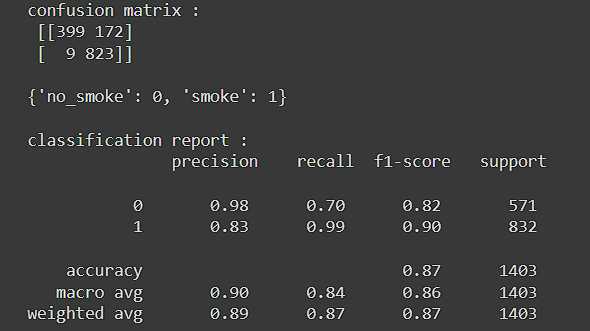 confusion matrix :
[[399 172]
[  9 823]]
{'no_smoke': 0, 'smoke': 1}
classification report :
precision    recall  f1-score   support
0       0.98      0.70      0.82       571
1       0.83      0.99      0.90       832
accuracy                           0.87      1403
macro avg       0.90      0.84      0.86      1403
weighted avg       0.89      0.87      0.87      1403